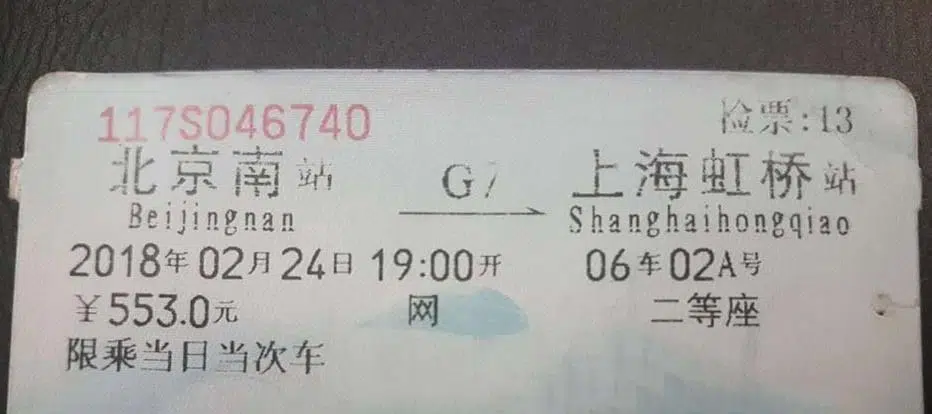 117S046740 检票:13
北京南站 G7 上海虹桥站
Beijingnan Shanghaihongqiao
2018年02月24日 19:00开 06车02A号
￥553.0元 网 二等座
限乘当日当次车